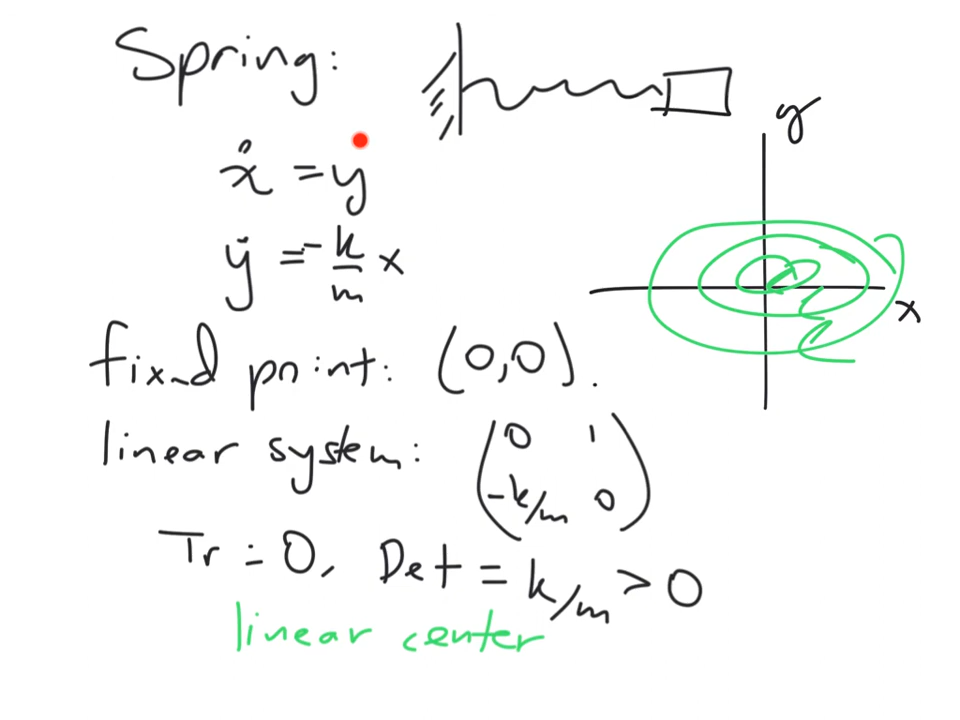 Spring:
y
ẋ = y
ẏ = -k/m x
x
fixed point: (0,0).
linear system: (0 1
-k/m 0)
Tr = 0, Det = k/m > 0
linear center